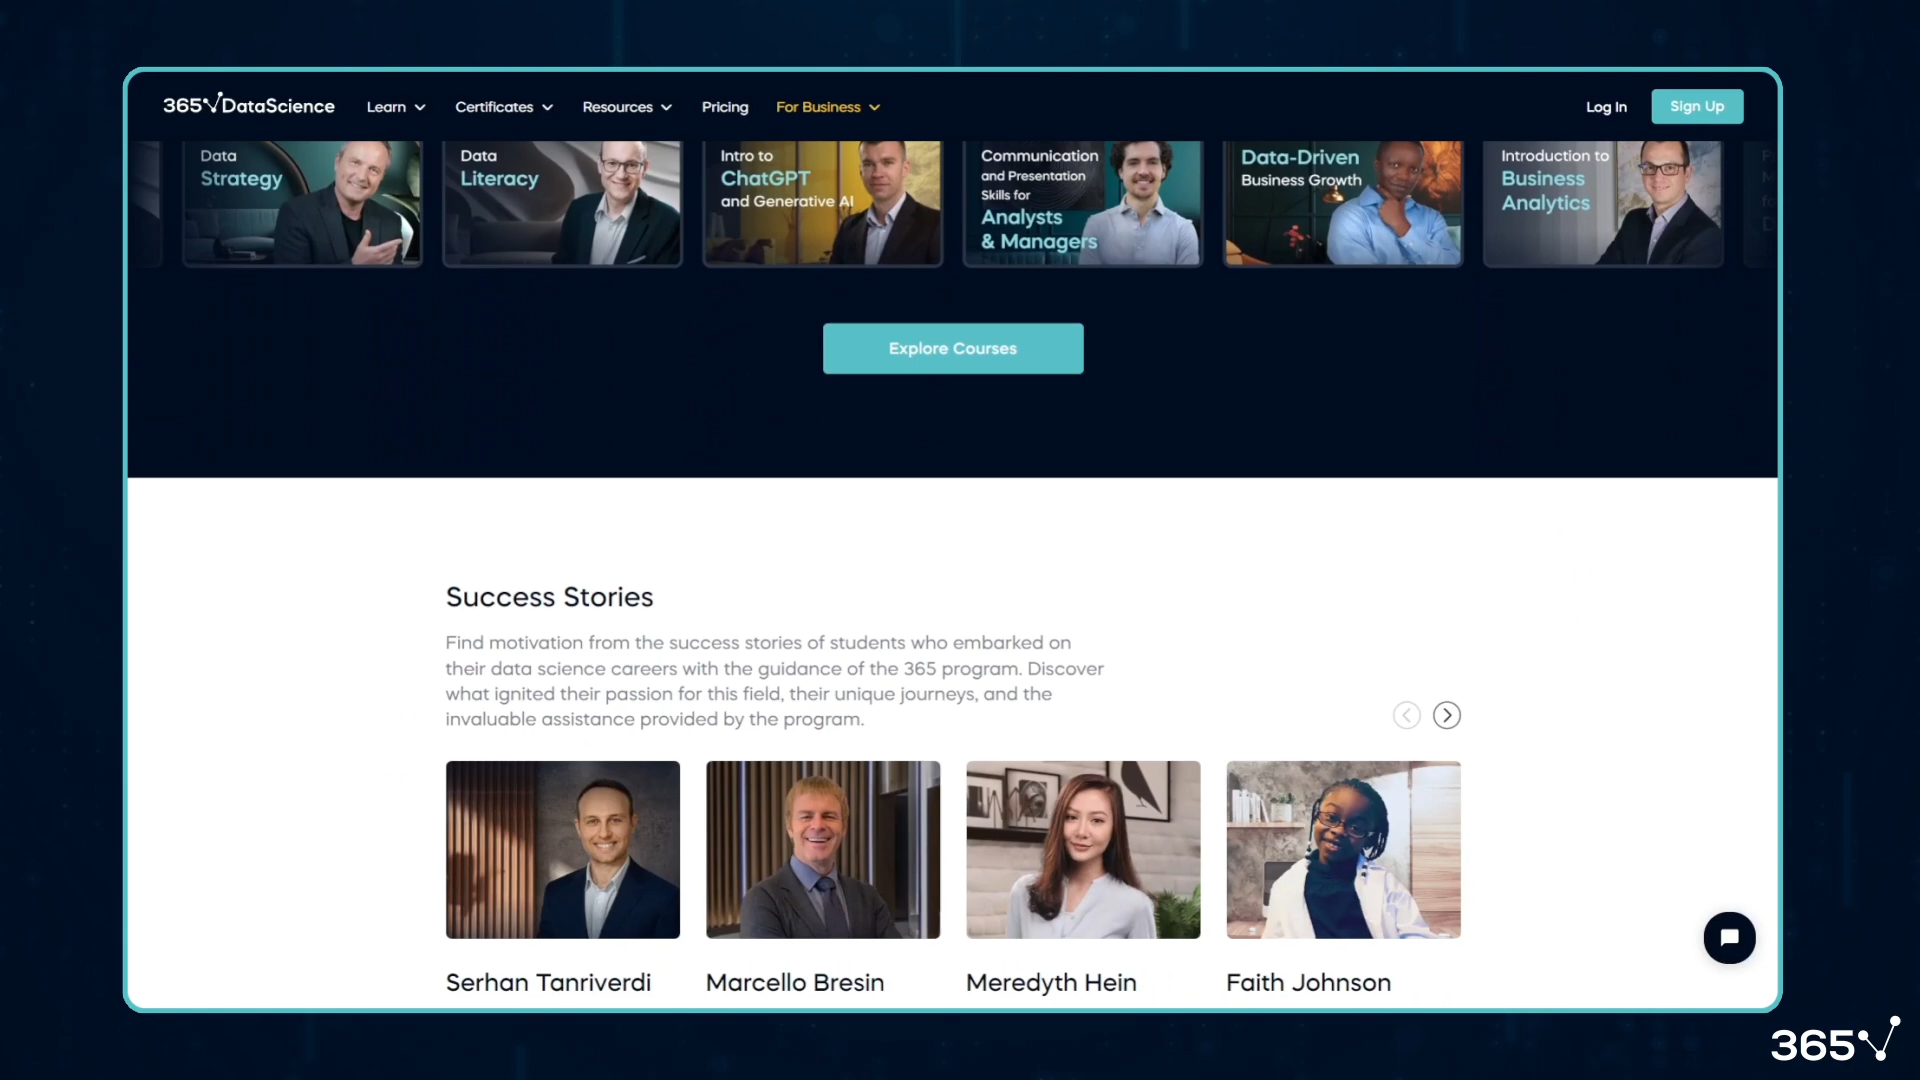 365 DataScience
Learn
Certificates
Resources
Pricing
For Business
Log In
Sign Up
Data
Strategy
Data
Literacy
Intro to
ChatGPT
and Generative AI
Communication
and Presentation
Skills for
Analysts
& Managers
Data-Driven
Business Growth
Introduction to
Business
Analytics
Explore Courses
Success Stories
Find motivation from the success stories of students who embarked on
their data science careers with the guidance of the 365 program. Discover
what ignited their passion for this field, their unique journeys, and the
invaluable assistance provided by the program.
Serhan Tanriverdi
Marcello Bresin
Meredyth Hein
Faith Johnson
365